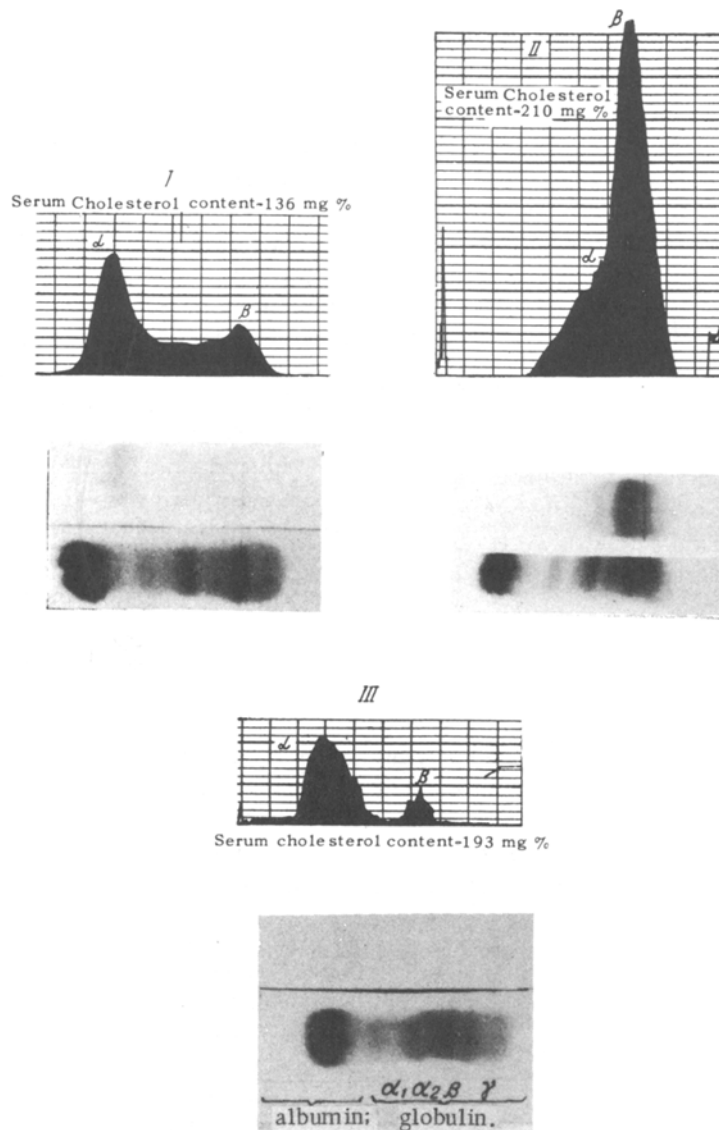 I
Serum Cholesterol content-136 mg %
α
β
β
II
Serum Cholesterol
content-210 mg %
α
III
α
β
Serum cholesterol content-193 mg %
α₁ α₂ β γ
albumin; globulin.